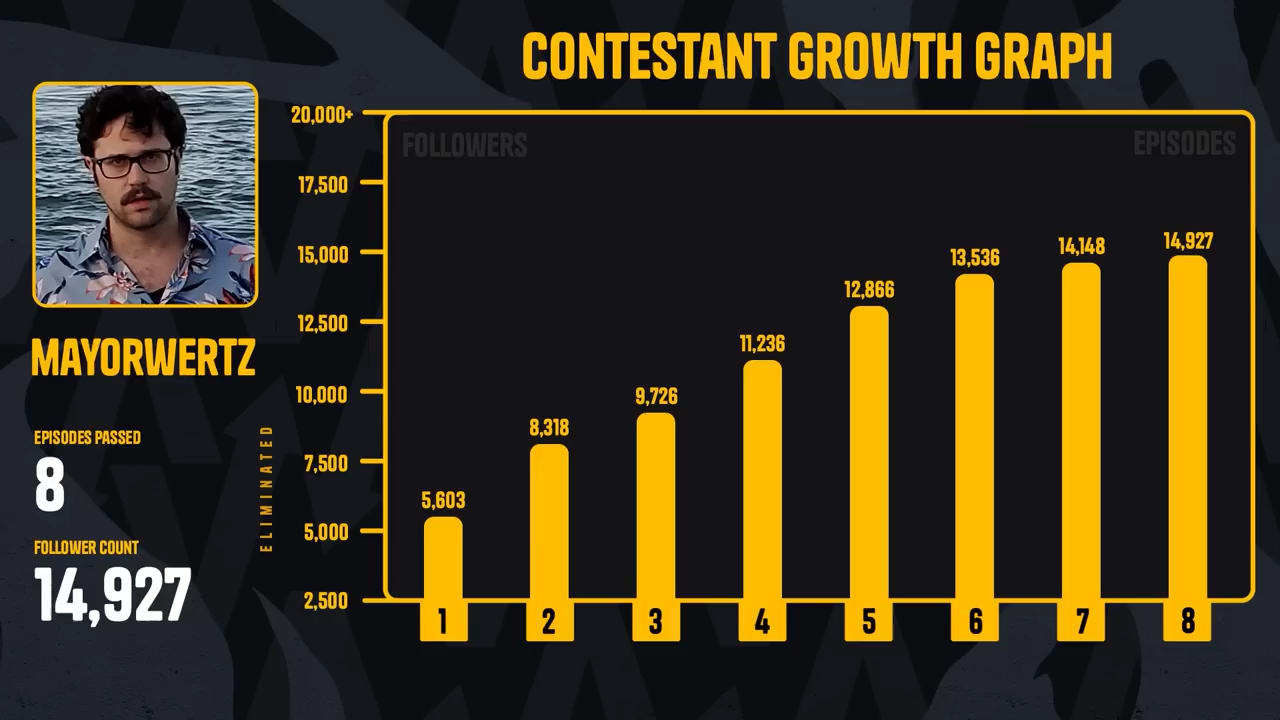 CONTESTANT GROWTH GRAPH
MAYORWERTZ
EPISODES PASSED
8
FOLLOWER COUNT
14,927
ELIMINATED
20,000+
17,500
15,000
12,500
10,000
7,500
5,000
2,500
FOLLOWERS
EPISODES
5,603
8,318
9,726
11,236
12,866
13,536
14,148
14,927
1 2 3 4 5 6 7 8